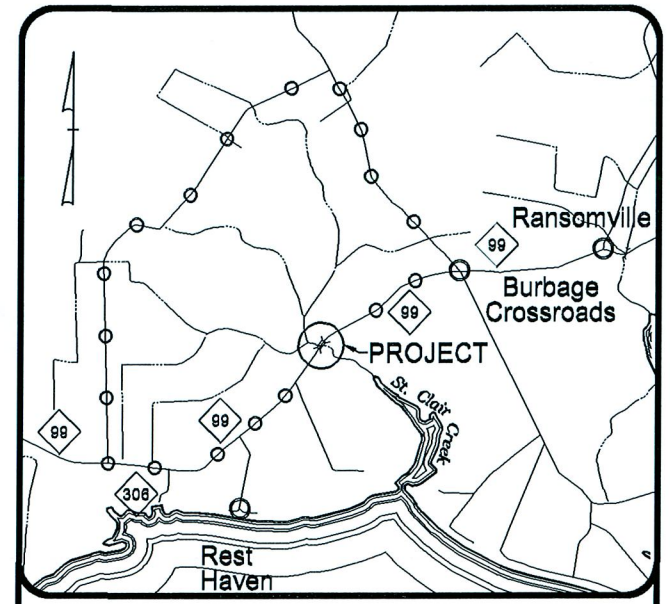 Ransomville
99
Burbage
Crossroads
99
PROJECT
St. Clair Creek
99
99
306
Rest
Haven